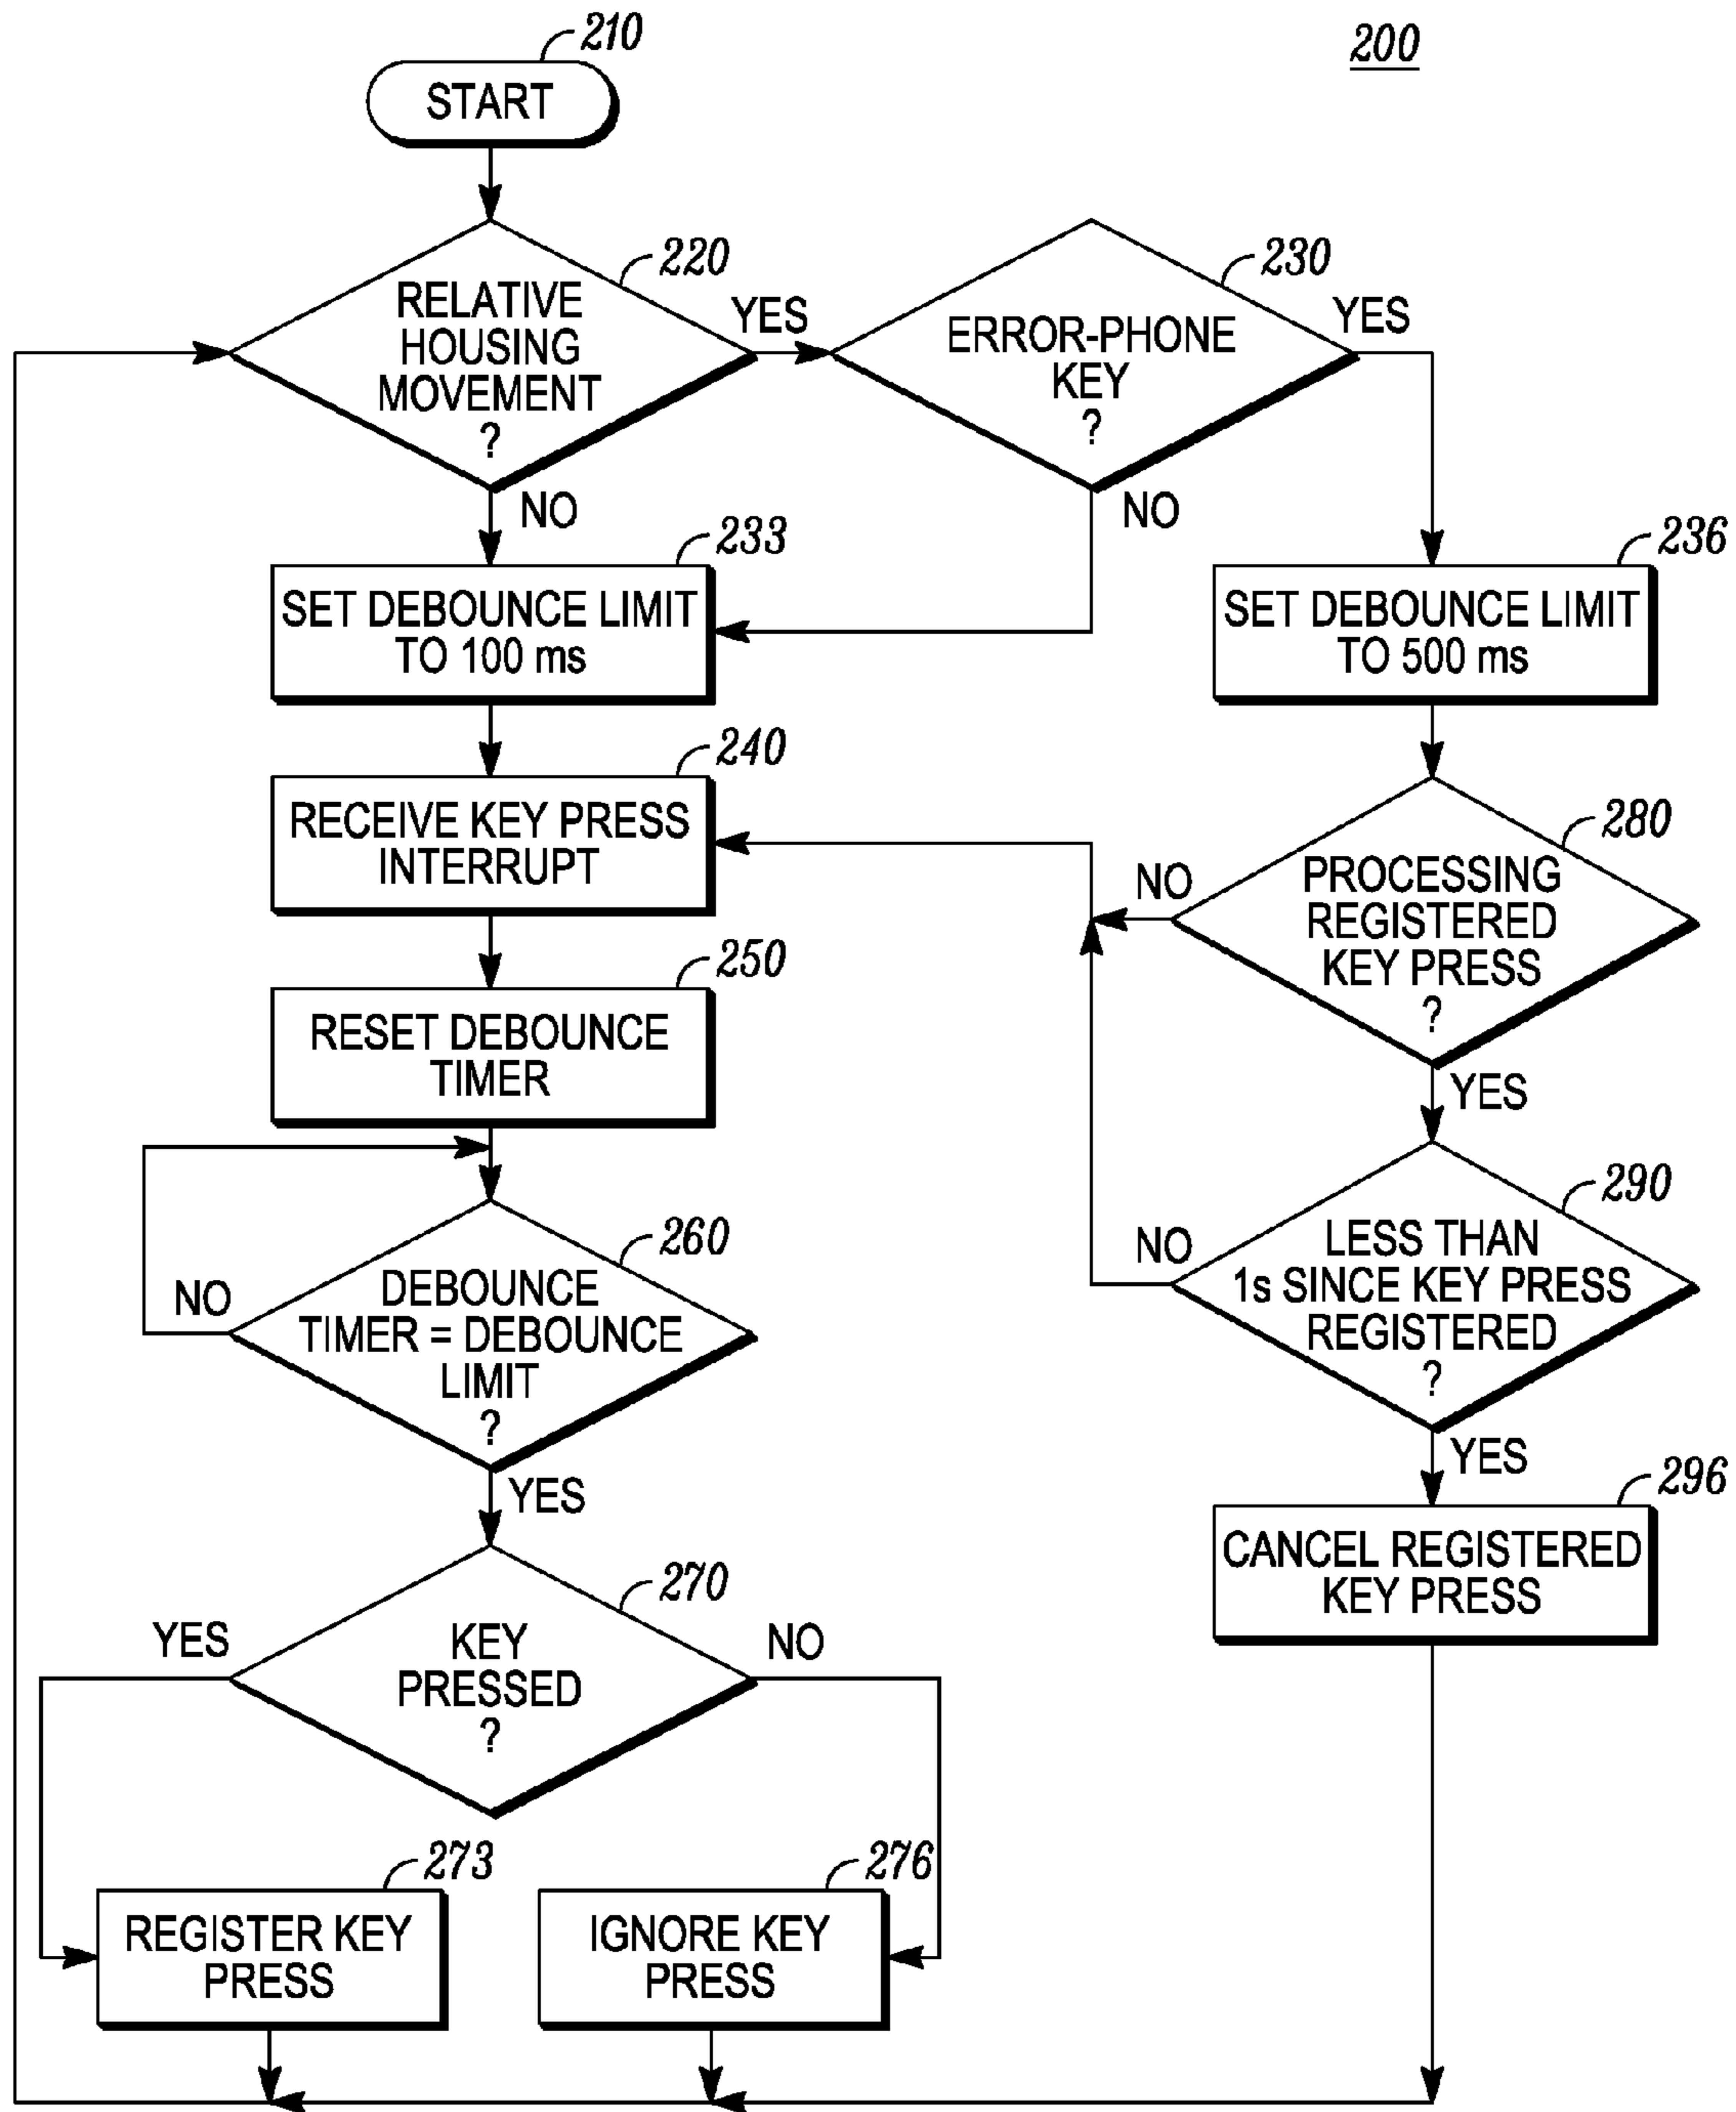 210
200
START
220
RELATIVE
HOUSING
MOVEMENT
?
YES
230
ERROR-PHONE
KEY
?
YES
NO
NO
233
SET DEBOUNCE LIMIT
TO 100 ms
236
SET DEBOUNCE LIMIT
TO 500 ms
240
RECEIVE KEY PRESS
INTERRUPT
280
PROCESSING
REGISTERED
KEY PRESS
?
NO
YES
250
RESET DEBOUNCE
TIMER
290
LESS THAN
1s SINCE KEY PRESS
REGISTERED
?
NO
YES
260
DEBOUNCE
TIMER = DEBOUNCE
LIMIT
?
NO
YES
296
CANCEL REGISTERED
KEY PRESS
270
KEY
PRESSED
?
YES
NO
273
REGISTER KEY
PRESS
276
IGNORE KEY
PRESS